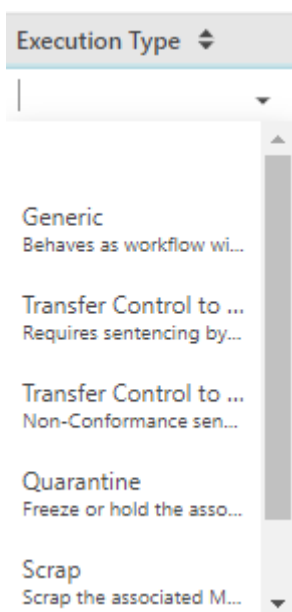 Execution Type
Generic
Behaves as workflow wi...
Transfer Control to ...
Requires sentencing by...
Transfer Control to ...
Non-Conformance sen...
Quarantine
Freeze or hold the asso...
Scrap
Scrap the associated M...